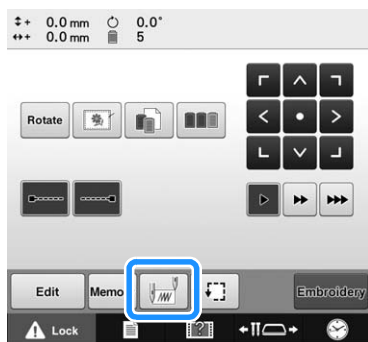 + 0.0 mm 0.0°
+ 0.0 mm 5
Rotate
Edit Memo Embroidery
Lock